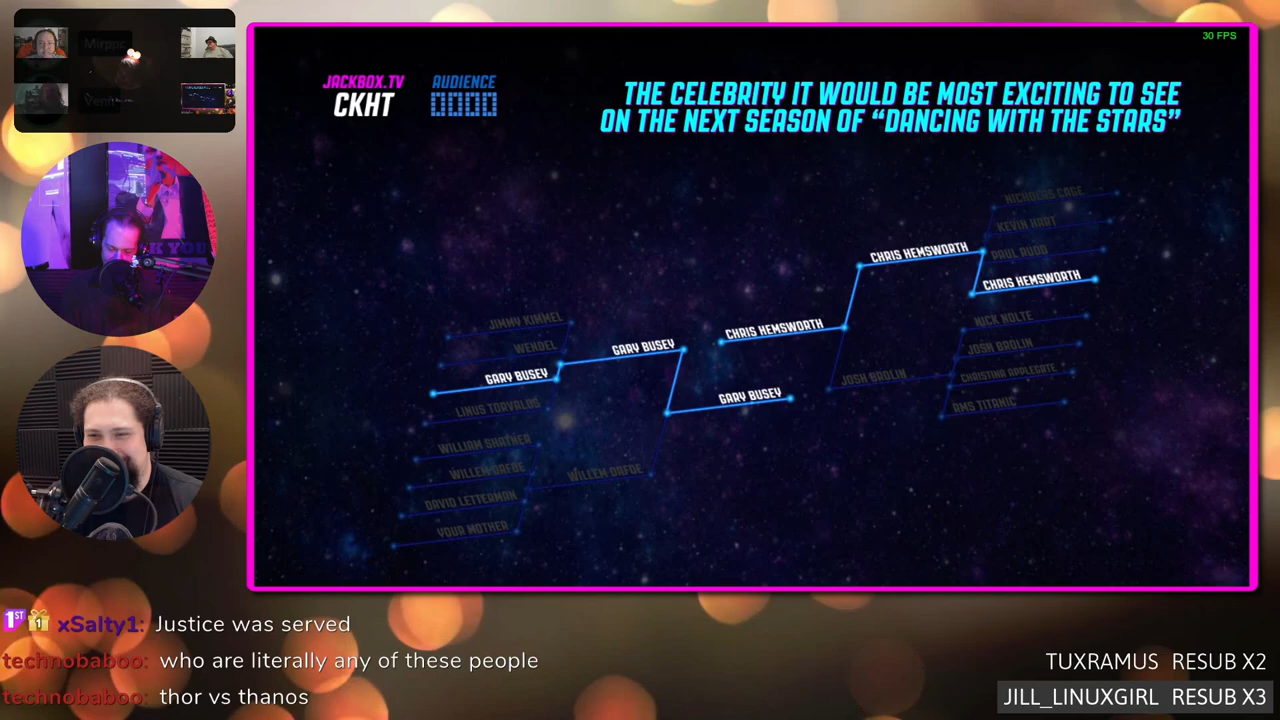 Mirppc
30 FPS
JACKBOX.TV
CKHT
AUDIENCE
0000
THE CELEBRITY IT WOULD BE MOST EXCITING TO SEE
ON THE NEXT SEASON OF “DANCING WITH THE STARS”
JIMMY KIMMEL
WENDEL
GARY BUSEY
LINUS TORVALDS
WILLIAM SHATNER
WILLEM DAFOE
DAVID LETTERMAN
YOUR MOTHER
GARY BUSEY
WILLEM DAFOE
CHRIS HEMSWORTH
GARY BUSEY
CHRIS HEMSWORTH
JOSH BROLIN
NICHOLAS CAGE
KEVIN HART
PAUL RUDD
CHRIS HEMSWORTH
NICK NOLTE
JOSH BROLIN
CHRISTINA APPLEGATE
RMS TITANIC
K YOU
1ST 1 xSalty1: Justice was served
technobaboo: who are literally any of these people
technobaboo: thor vs thanos
TUXRAMUS RESUB X2
JILL_LINUXGIRL RESUB X3